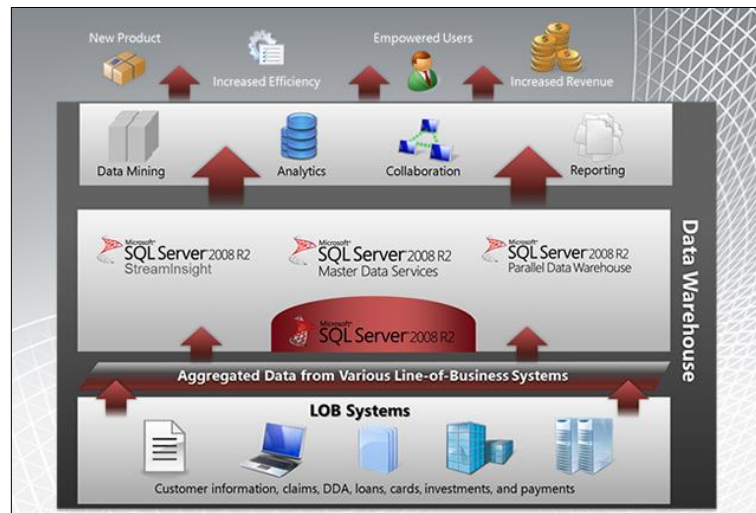 New Product
Empowered Users
Increased Efficiency
Increased Revenue
Data Mining
Analytics
Collaboration
Reporting
Data Warehouse
Microsoft®
SQL Server® 2008 R2
StreamInsight
Microsoft®
SQL Server® 2008 R2
Master Data Services
Microsoft®
SQL Server® 2008 R2
Parallel Data Warehouse
Microsoft®
SQL Server® 2008 R2
Aggregated Data from Various Line-of-Business Systems
LOB Systems
Customer information, claims, DDA, loans, cards, investments, and payments